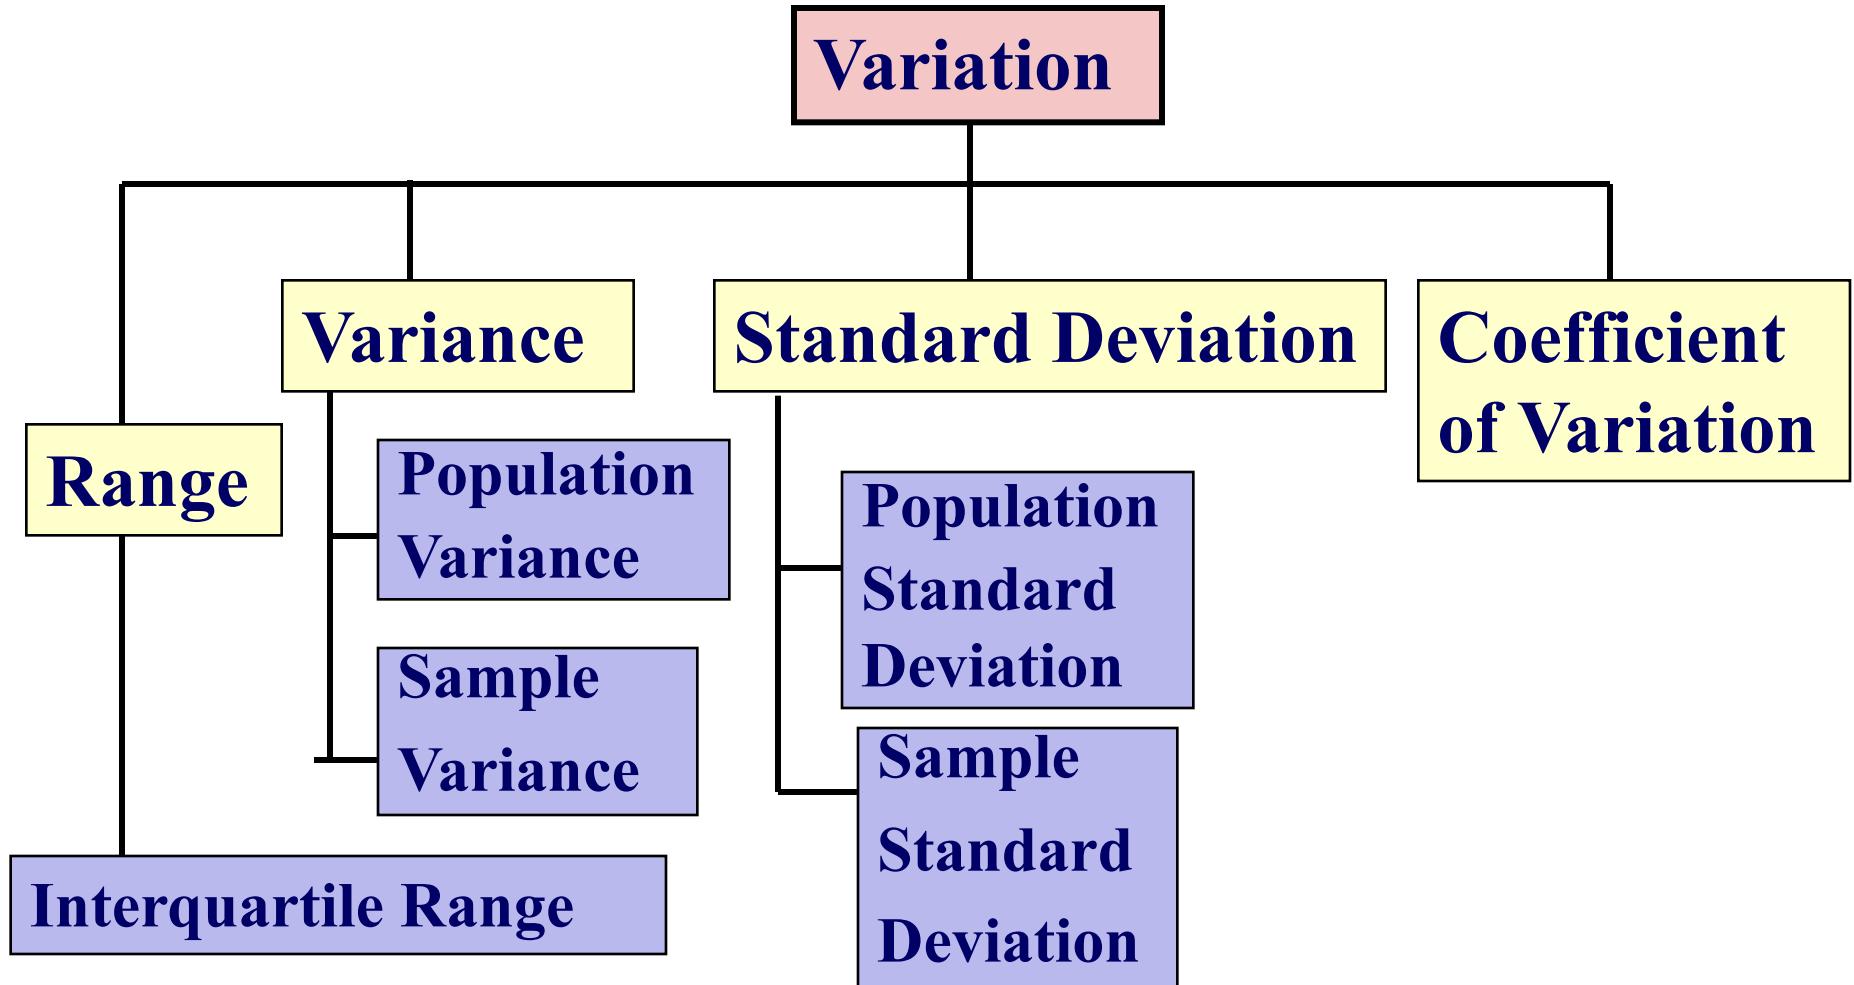 Variation
Variance
Standard Deviation
Coefficient
of Variation
Range
Population
Variance
Population
Standard
Deviation
Sample
Variance
Sample
Standard
Deviation
Interquartile Range